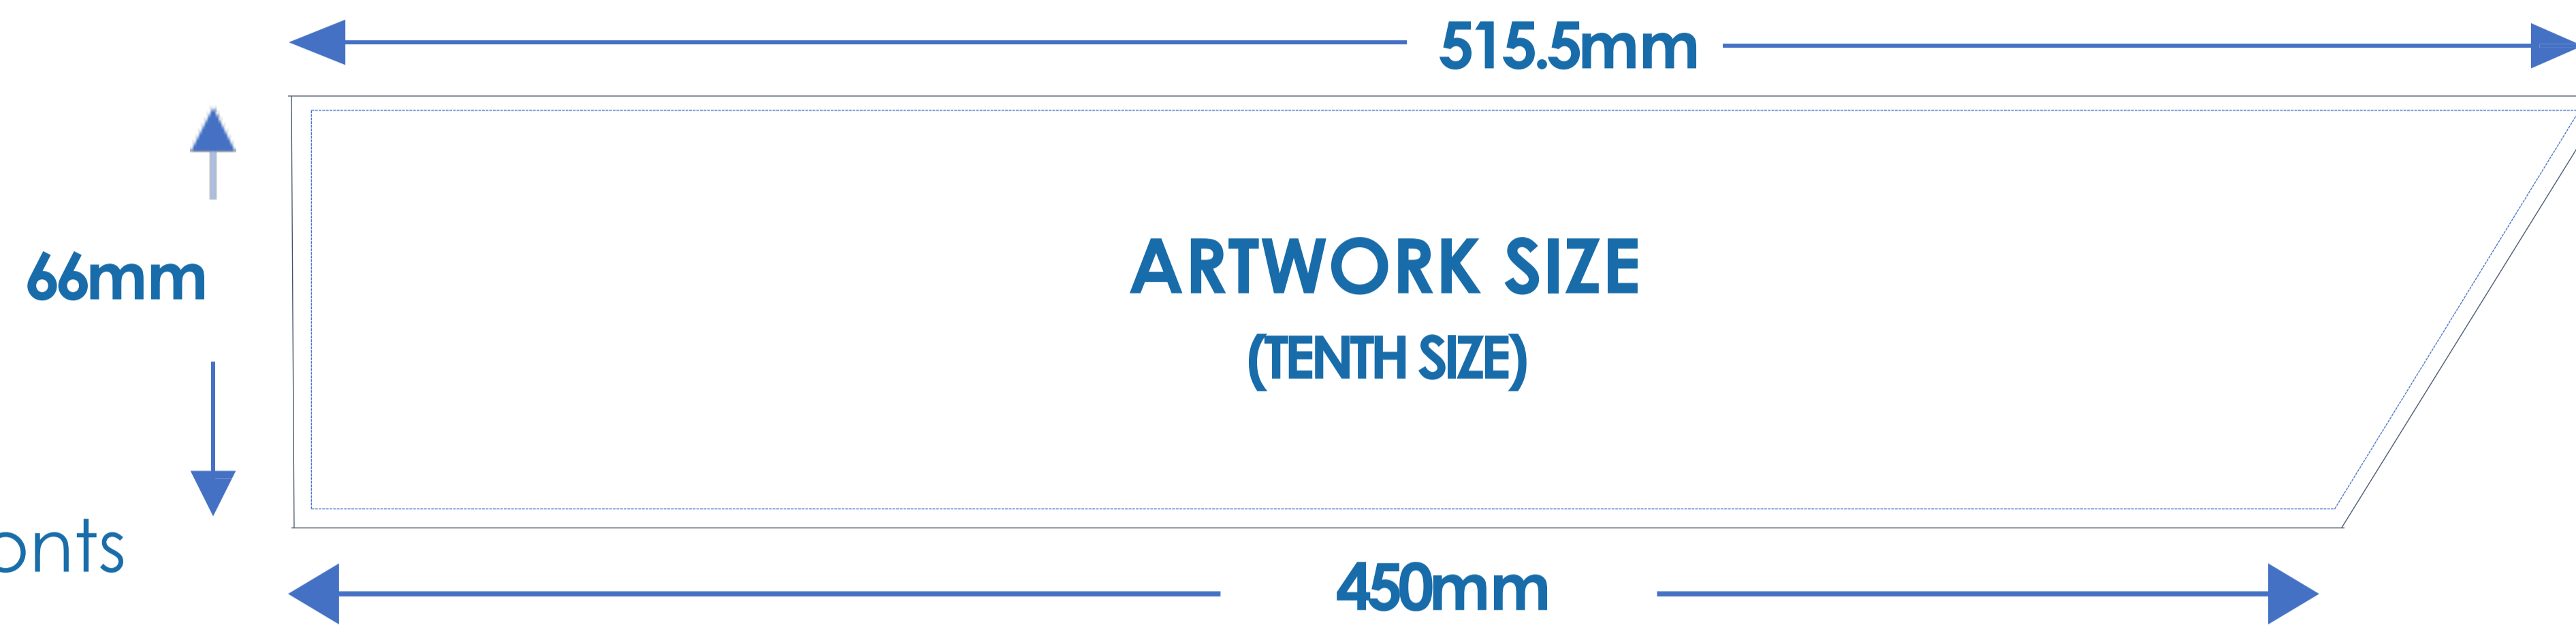 515.5mm
ARTWORK SIZE
66mm
(TENTH SIZE)
450mm